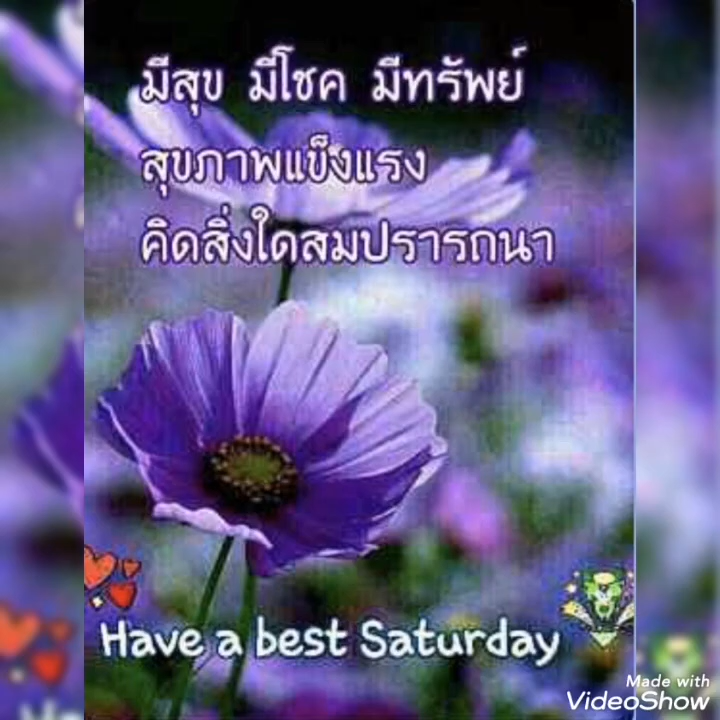 มีสุข มีโชค มีทรัพย์
สุขภาพแข็งแรง
คิดสิ่งใดสมปรารถนา
Have a best Saturday
Made with
VideoShow